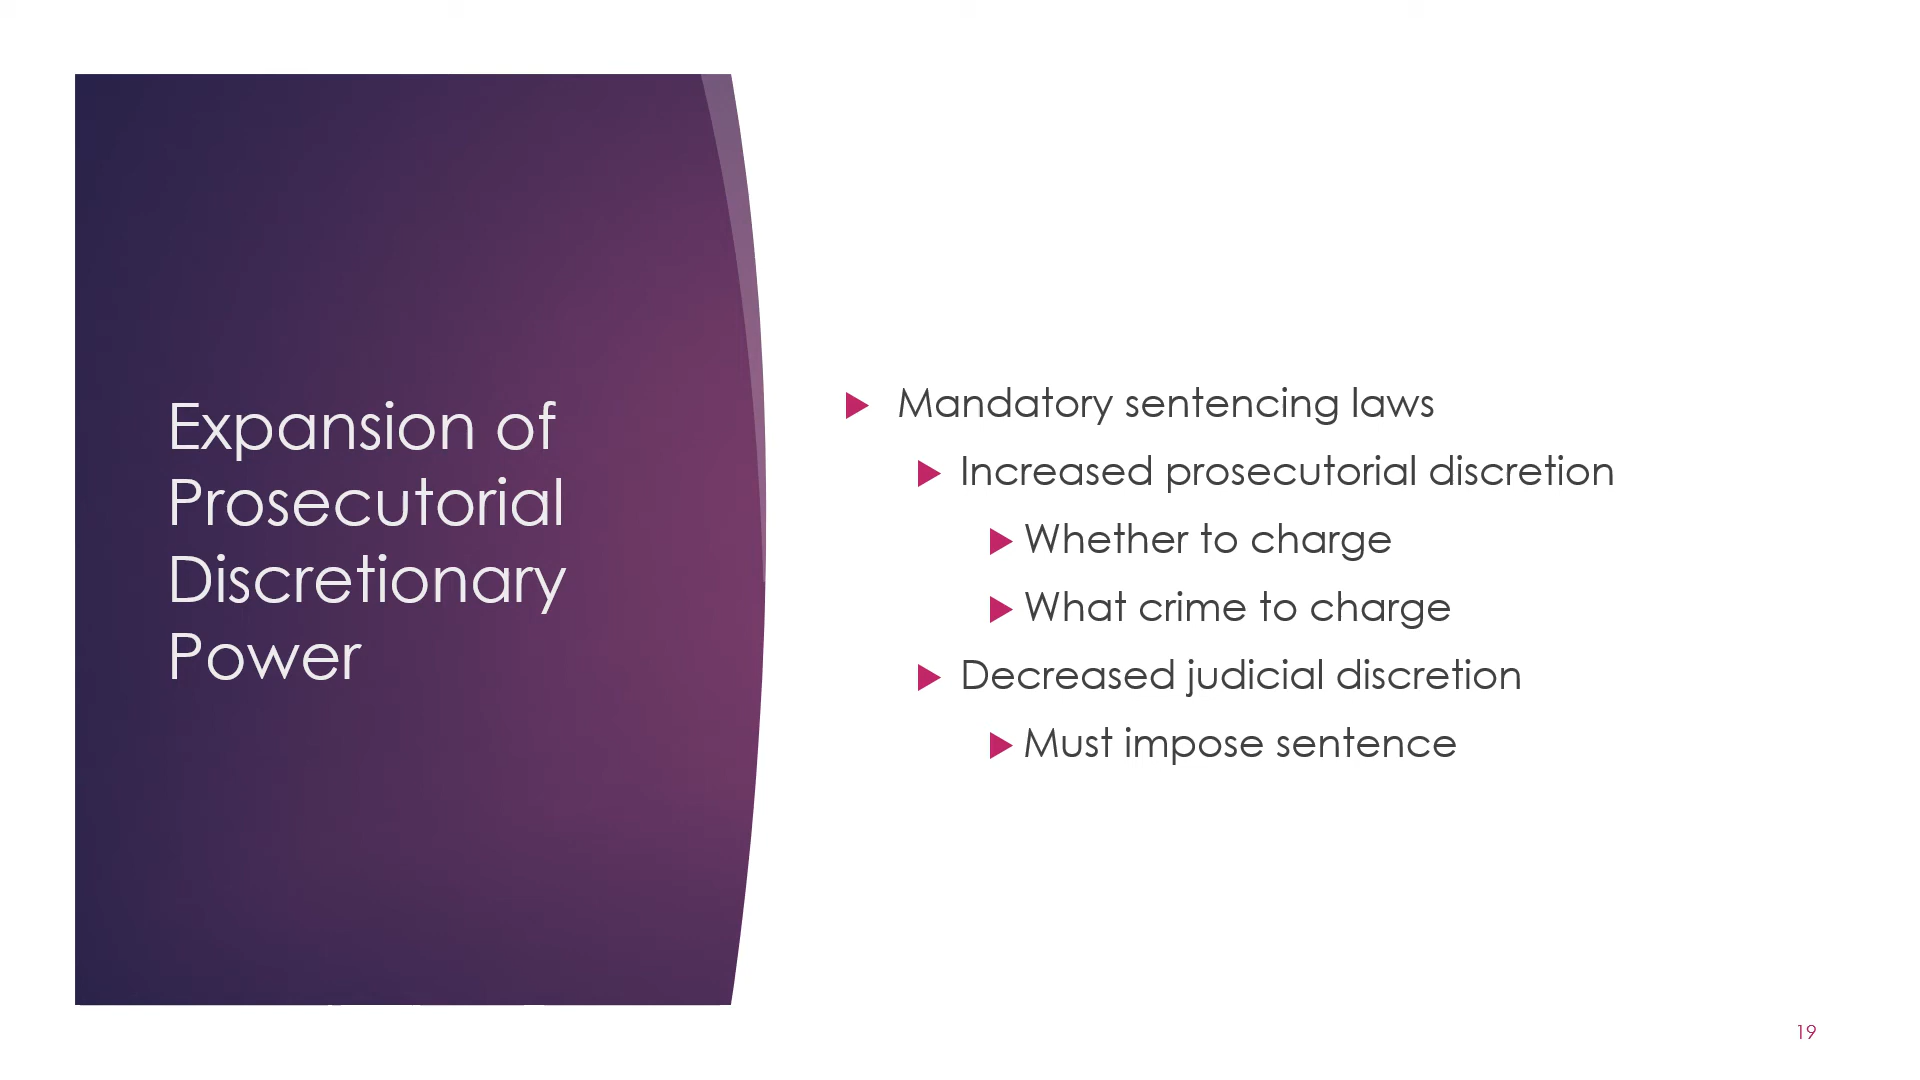 Expansion of
Prosecutorial
Discretionary
Power
Mandatory sentencing laws
Increased prosecutorial discretion
Whether to charge
What crime to charge
Decreased judicial discretion
Must impose sentence
19